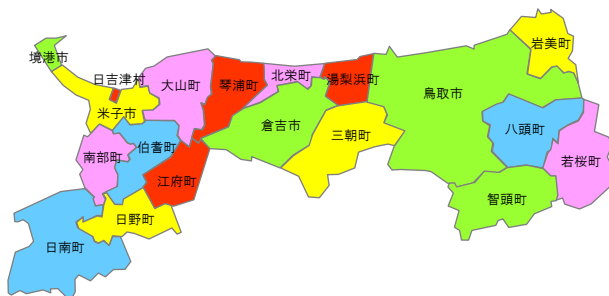 岩美町
境港市
日吉津村
大山町
琴浦町
北栄町
湯梨浜町
鳥取市
米子市
倉吉市
三朝町
八頭町
南部町
伯耆町
江府町
若桜町
智頭町
日野町
日南町